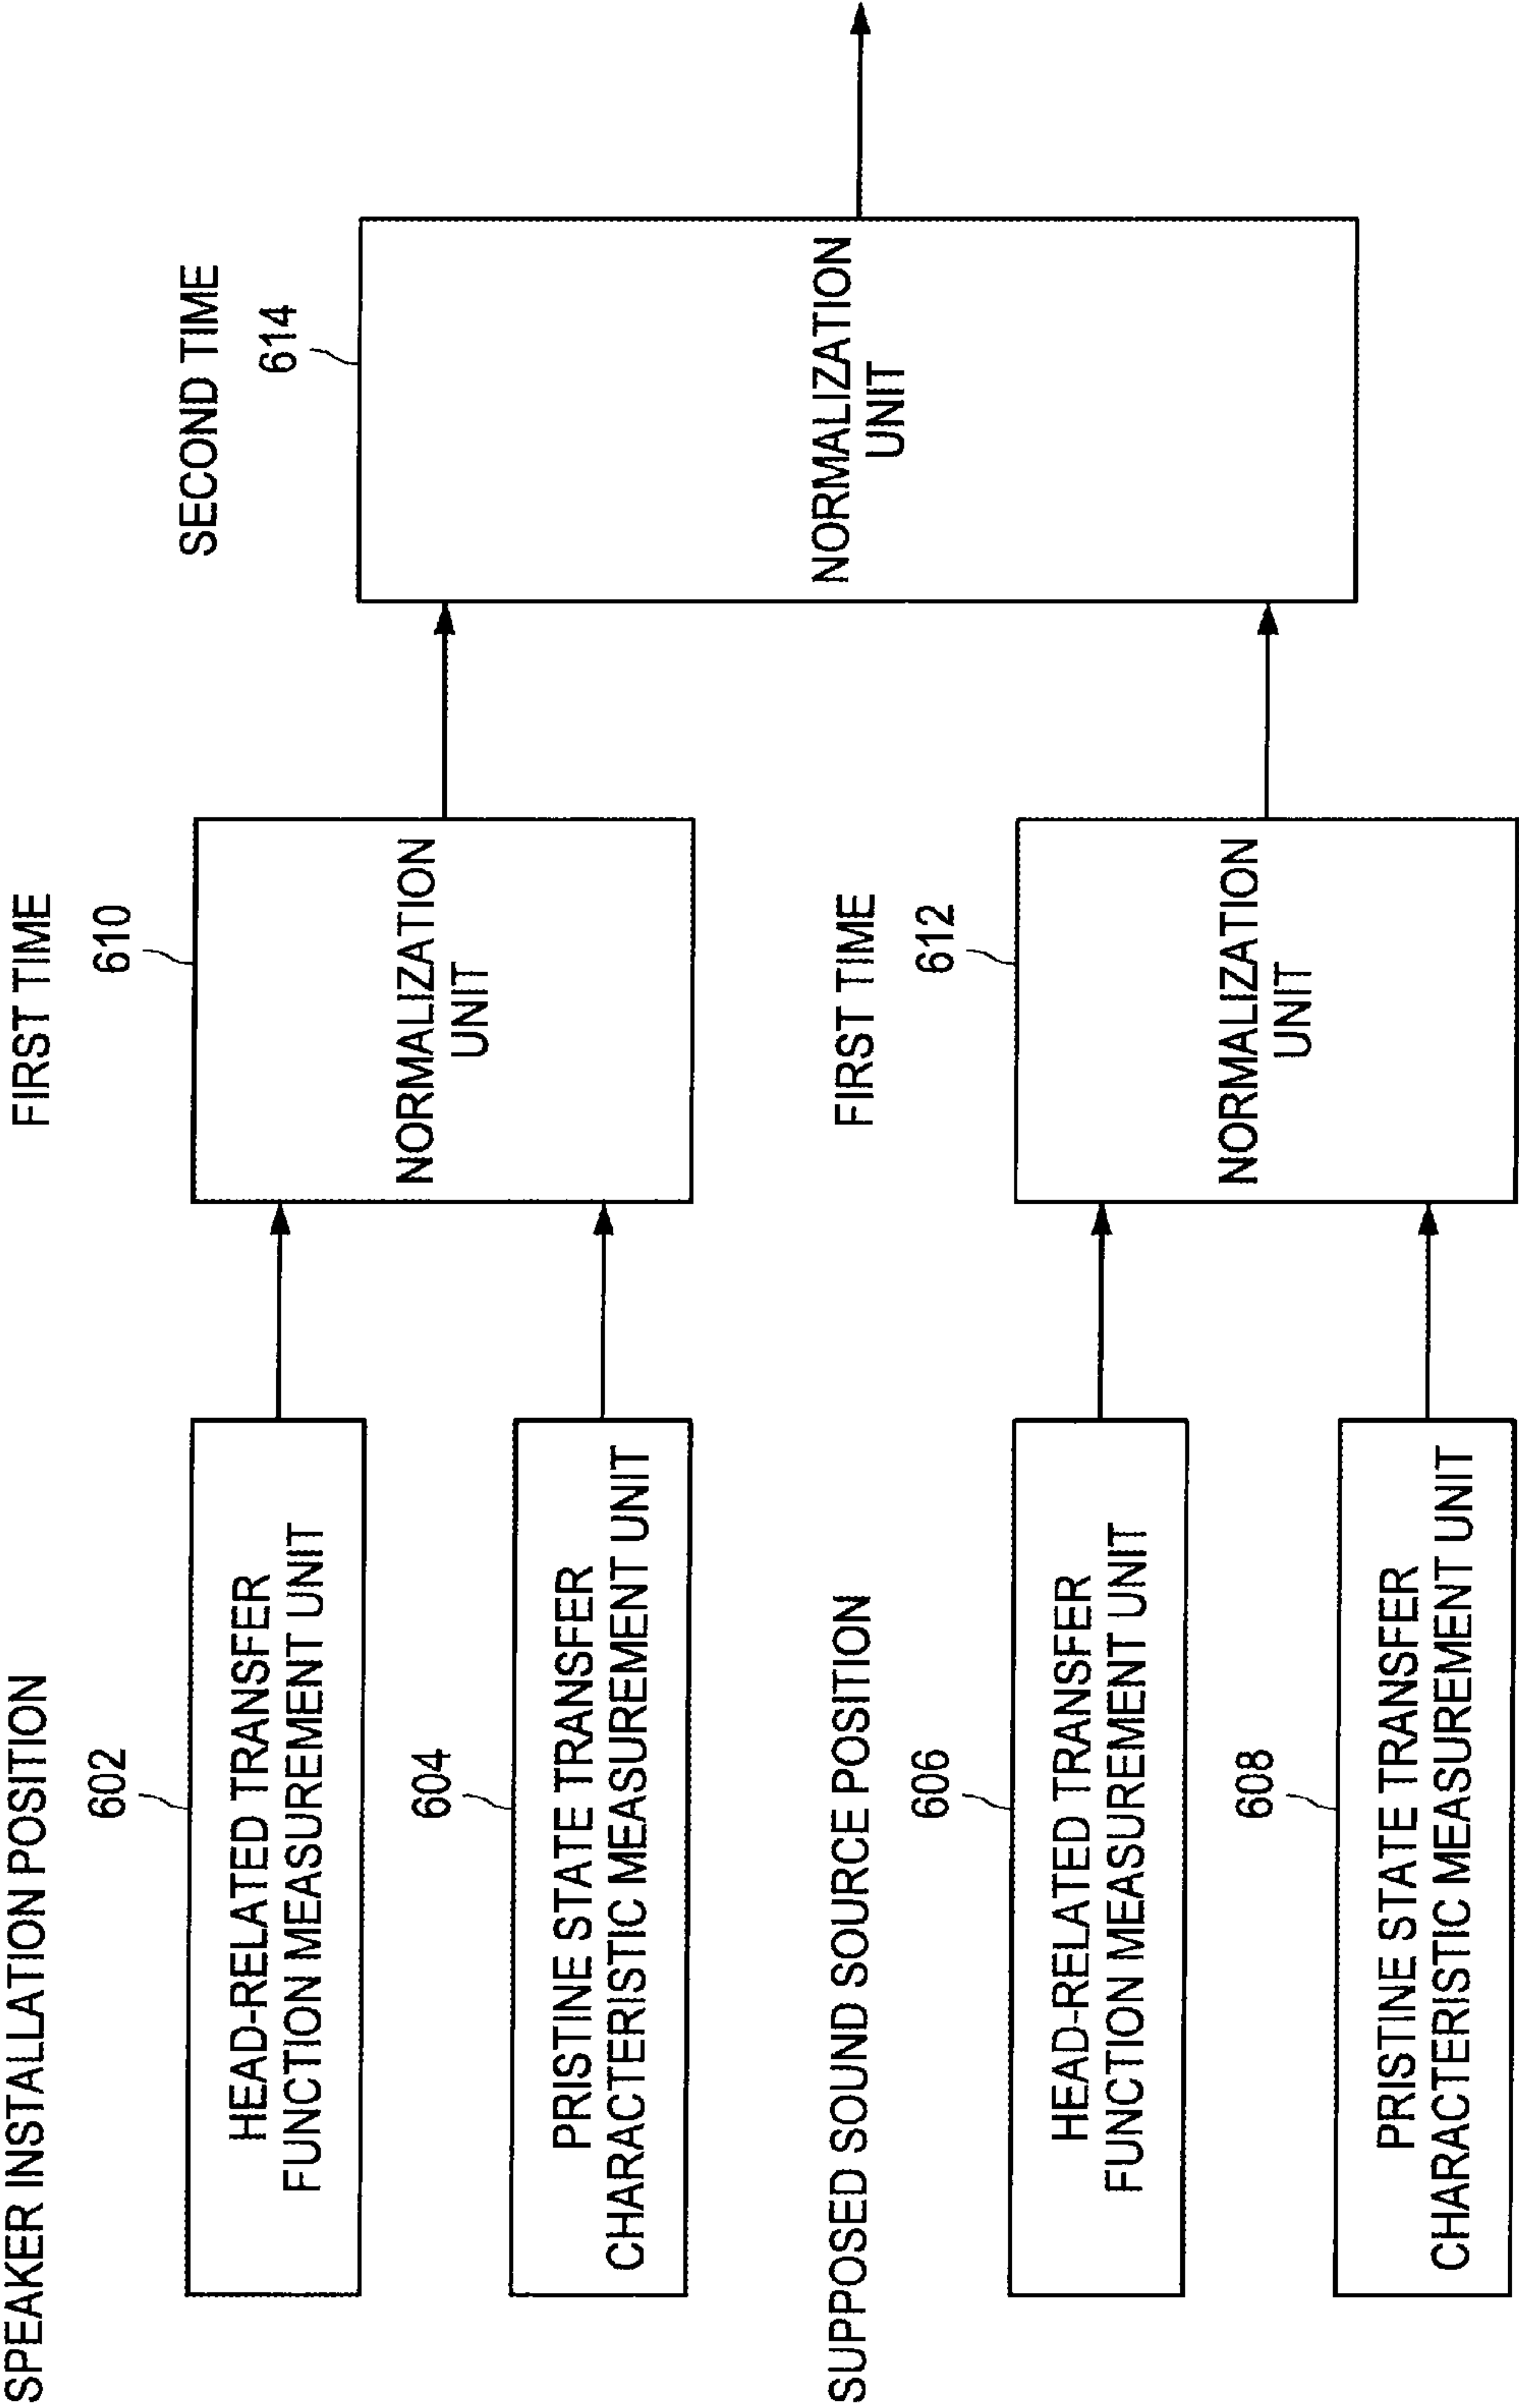 SPEAKER INSTALLATION POSITION
602
HEAD-RELATED TRANSFER
FUNCTION MEASUREMENT UNIT
604
PRISTINE STATE TRANSFER
CHARACTERISTIC MEASUREMENT UNIT
FIRST TIME
610
NORMALIZATION
UNIT
SUPPOSED SOUND SOURCE POSITION
606
HEAD-RELATED TRANSFER
FUNCTION MEASUREMENT UNIT
608
PRISTINE STATE TRANSFER
CHARACTERISTIC MEASUREMENT UNIT
FIRST TIME
612
NORMALIZATION
UNIT
SECOND TIME
614
NORMALIZATION
UNIT